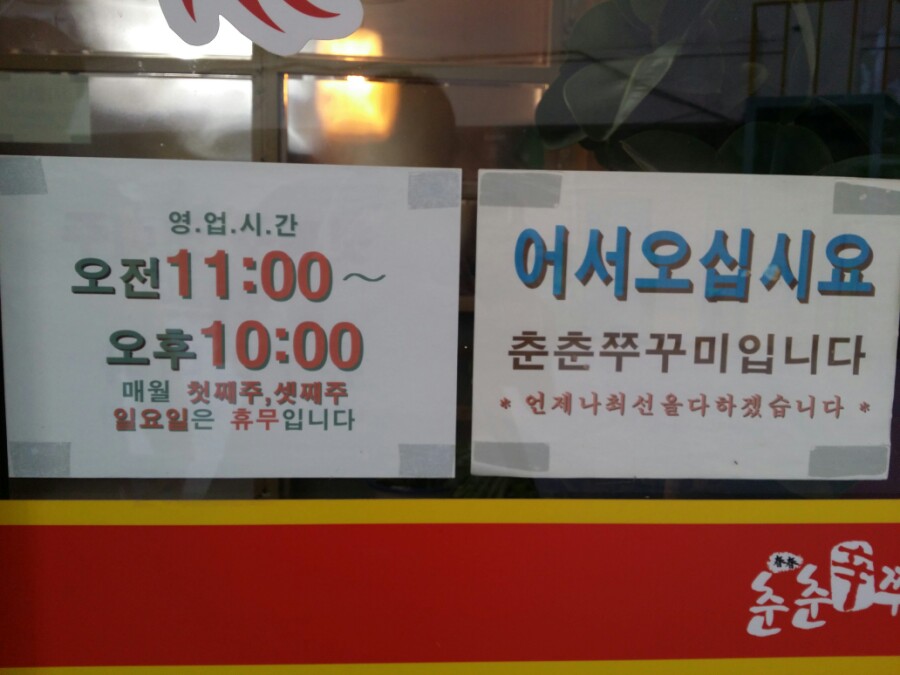 영.업.시.간
오전11:00~
오후10:00
매월 첫째주,셋째주
일요일은 휴무입니다
어서오십시요
춘춘쭈꾸미입니다
* 언제나최선을다하겠습니다 *
춘춘쭈